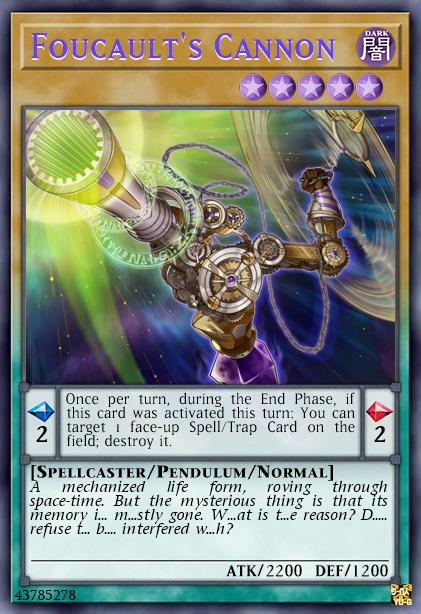 Foucault's Cannon
DARK
闇
Once per turn, during the End Phase, if
this card was activated this turn: You can
target 1 face-up Spell/Trap Card on the
field; destroy it.
2
2
[Spellcaster/Pendulum/Normal]
A mechanized life form, roving through
space-time. But the mysterious thing is that its
memory i... m...stly gone. W...at is t...e reason? D.....
refuse t... b.... interfered w...h?
ATK/2200 DEF/1200
43785278